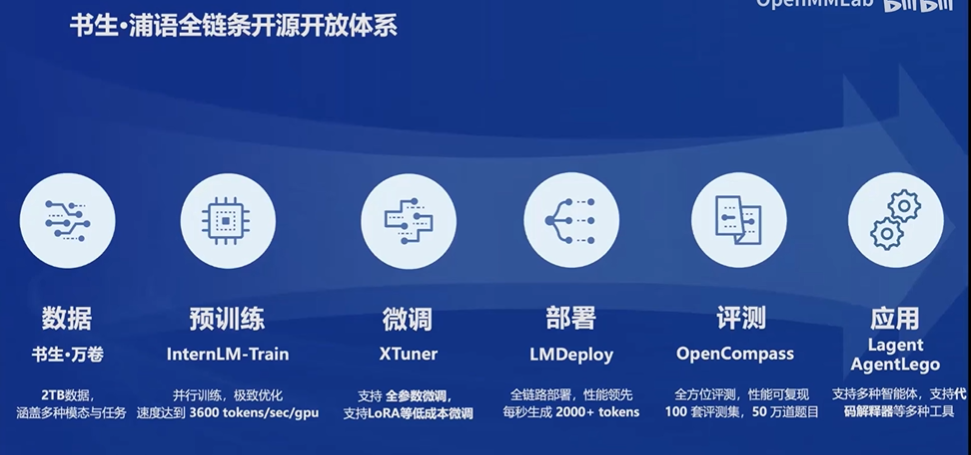 OpenMMLab bilibili
书生•浦语全链条开源开放体系
数据
书生•万卷
2TB数据,
涵盖多种模态与任务
预训练
InternLM-Train
并行训练，极致优化
速度达到 3600 tokens/sec/gpu
微调
XTuner
支持 全参数微调,
支持LoRA等低成本微调
部署
LMDeploy
全链路部署，性能领先
每秒生成 2000+ tokens
评测
OpenCompass
全方位评测，性能可复现
100 套评测集，50 万道题目
应用
Lagent
AgentLego
支持多种智能体，支持代
码解释器等多种工具